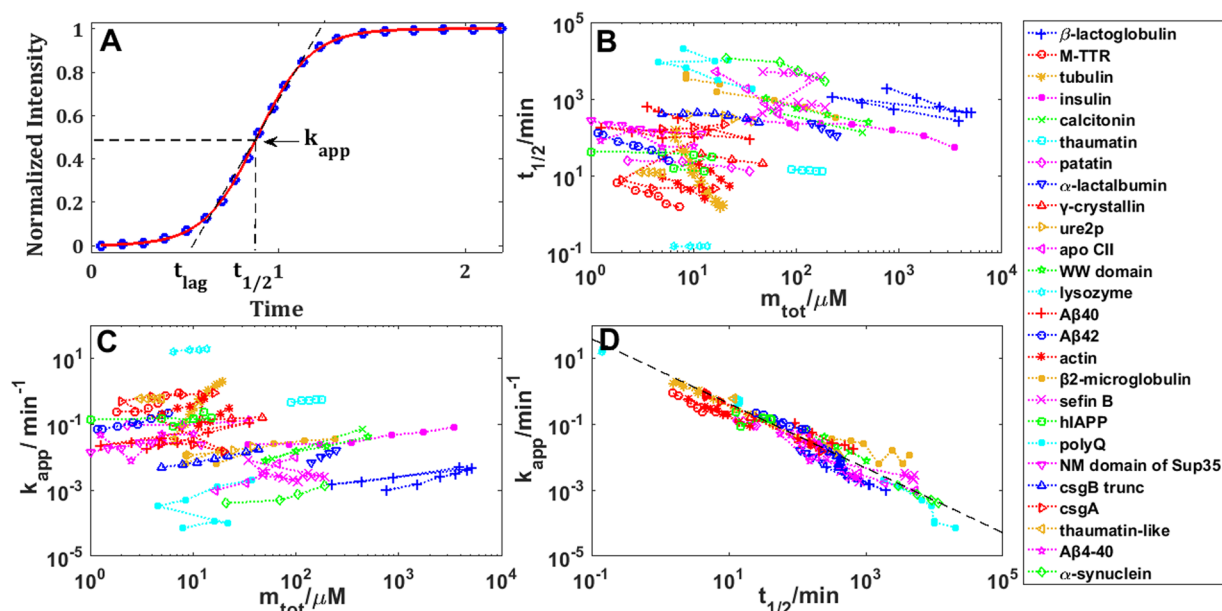 A
Normalized Intensity
1
0.8
0.6
0.4
0.2
0
k_app
t_lag
t_1/2
0
1
2
Time
B
t_1/2/min
10^5
10^3
10^1
10^-1
10^0
10^1
10^2
10^3
10^4
m_tot/μM
C
k_app/ min^-1
10^1
10^-1
10^-3
10^-5
10^0
10^1
10^2
10^3
10^4
m_tot/μM
D
k_app/ min^-1
10^1
10^-1
10^-3
10^-5
10^-1
10^1
10^3
10^5
t_1/2/min
β-lactoglobulin
M-TTR
tubulin
insulin
calcitonin
thaumatin
patatin
α-lactalbumin
γ-crystallin
ure2p
apo CII
WW domain
lysozyme
Aβ40
Aβ42
actin
β2-microglobulin
sefin B
hIAPP
polyQ
NM domain of Sup35
csgB trunc
csgA
thaumatin-like
Aβ4-40
α-synuclein